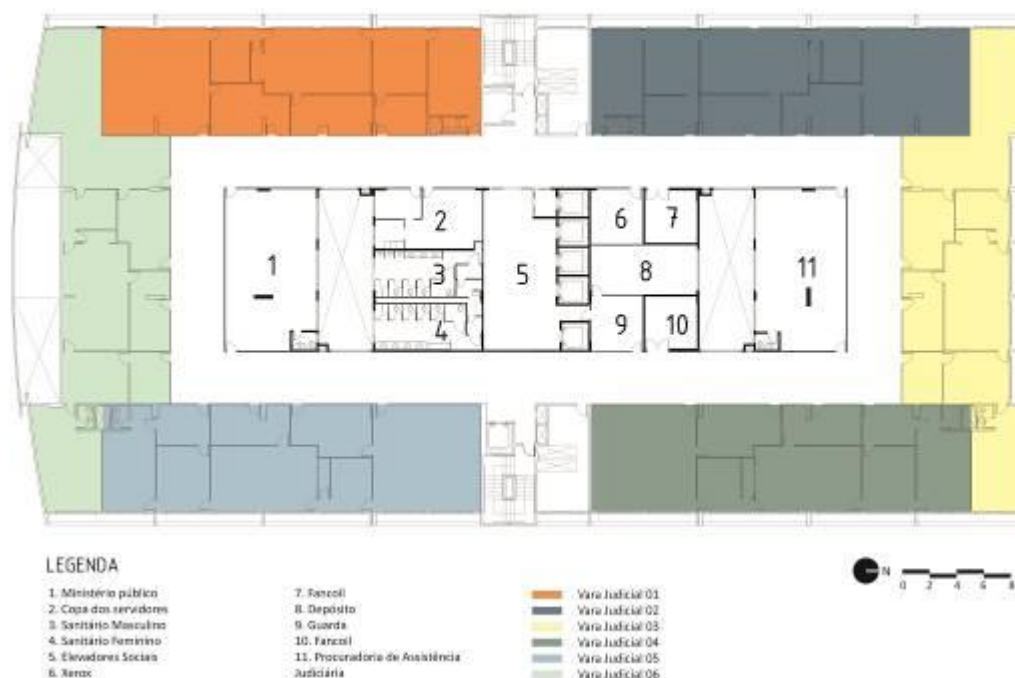 1
2
3
4
5
6
7
8
9
10
11
LEGENDA
1. Ministério público
2. Copa dos servidores
3. Sanitário Masculino
4. Sanitário Feminino
5. Elevadores Sociais
6. Xerox
7. Fancoil
8. Depósito
9. Guarda
10. Fancoil
11. Procuradoria de Assistência
Judiciária
Vara Judicial 01
Vara Judicial 02
Vara Judicial 03
Vara Judicial 04
Vara Judicial 05
Vara Judicial 06
N
0 2 4 6 8